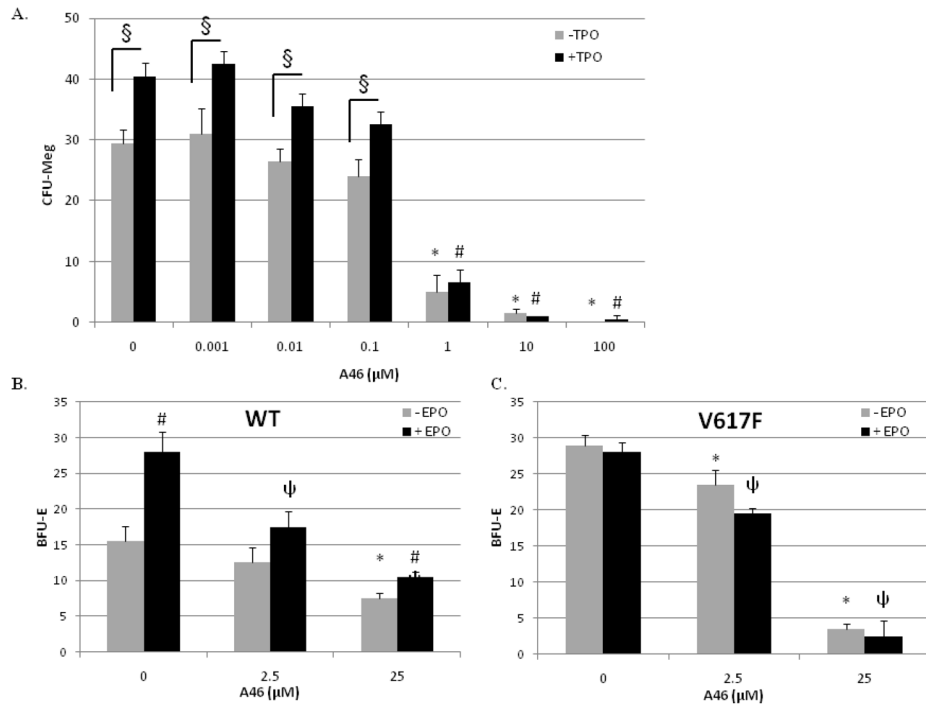 A.
50
40
30
20
10
0
CFU-Meg
-TPO
+TPO
§ § § §
* # * # * #
0 0.001 0.01 0.1 1 10 100
A46 (µM)
B.
WT
35
30
25
20
15
10
5
0
BFU-E
- EPO
+ EPO
# ψ * #
0 2.5 25
A46 (µM)
C.
V617F
35
30
25
20
15
10
5
0
BFU-E
- EPO
+ EPO
* ψ * ψ
0 2.5 25
A46 (µM)